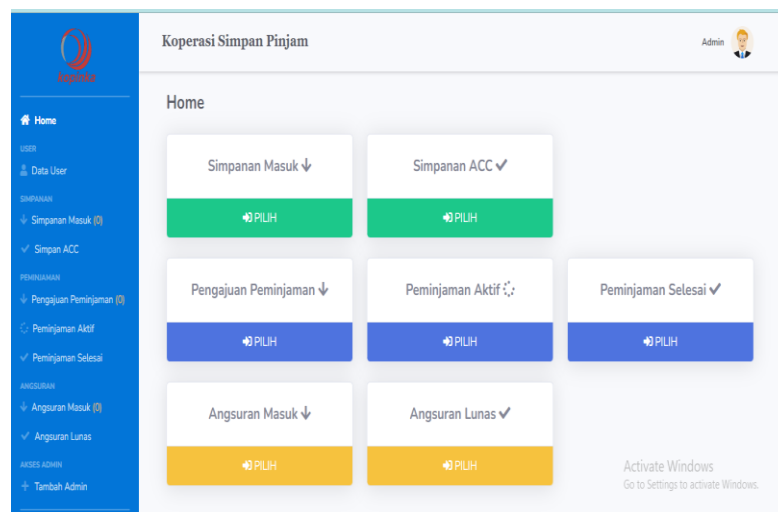 Koperasi Simpan Pinjam
Admin
Home
USER
Data User
SIMPANAN
Simpanan Masuk (0)
Simpan ACC
PEMINJAMAN
Pengajuan Peminjaman (0)
Peminjaman Aktif
Peminjaman Selesai
ANGSURAN
Angsuran Masuk (0)
Angsuran Lunas
AKSES ADMIN
Tambah Admin
Home
Simpanan Masuk
Simpanan ACC
PILIH
PILIH
Pengajuan Peminjaman
Peminjaman Aktif
Peminjaman Selesai
PILIH
PILIH
PILIH
Angsuran Masuk
Angsuran Lunas
PILIH
PILIH
Activate Windows
Go to Settings to activate Windows.